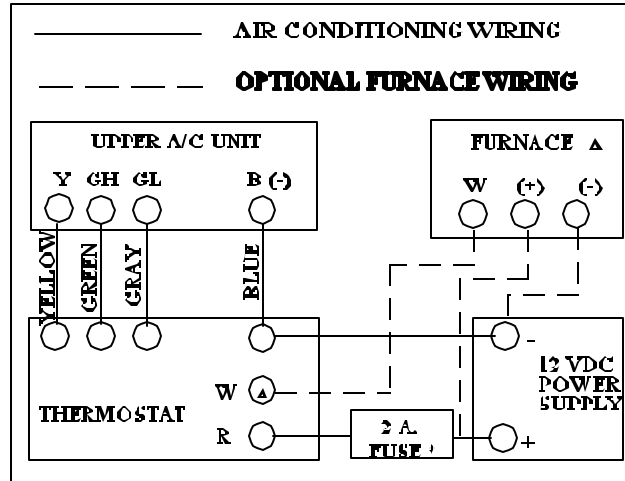 AIR CONDITIONING WIRING
OPTIONAL FURNACE WIRING
UPPER A/C UNIT
Y GH GL B (-)
FURNACE Δ
W (+) (-)
YELLOW
GREEN
GRAY
BLUE
-
12 VDC
POWER
SUPPLY
W Δ
THERMOSTAT
R
2 A.
FUSE
+